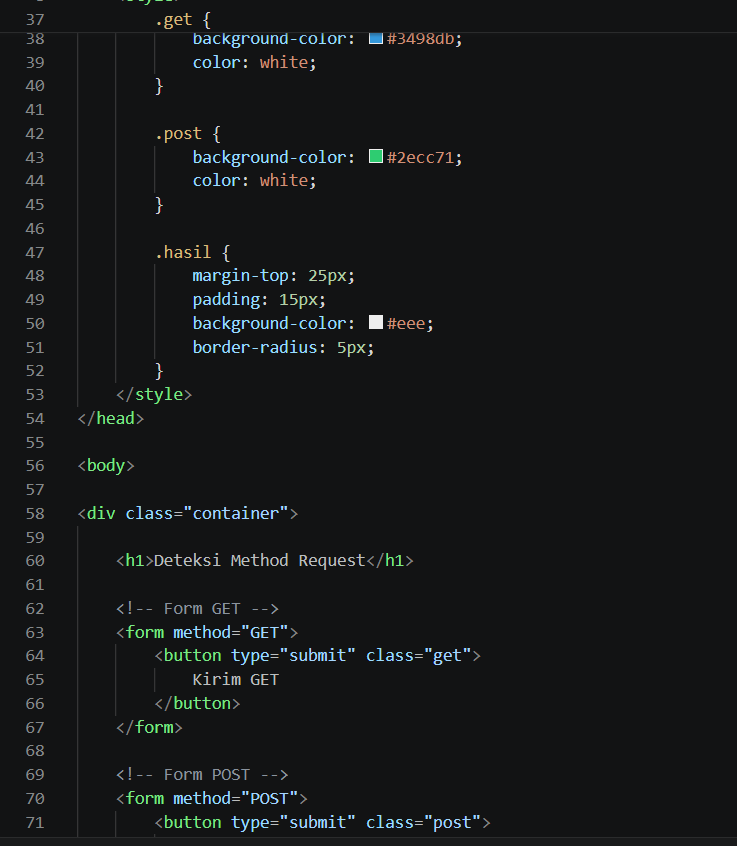 37 .get {
38 background-color: #3498db;
39 color: white;
40 }
41
42 .post {
43 background-color: #2ecc71;
44 color: white;
45 }
46
47 .hasil {
48 margin-top: 25px;
49 padding: 15px;
50 background-color: #eee;
51 border-radius: 5px;
52 }
53 </style>
54 </head>
55
56 <body>
57
58 <div class="container">
59
60 <h1>Deteksi Method Request</h1>
61
62 <!-- Form GET -->
63 <form method="GET">
64 <button type="submit" class="get">
65 Kirim GET
66 </button>
67 </form>
68
69 <!-- Form POST -->
70 <form method="POST">
71 <button type="submit" class="post">